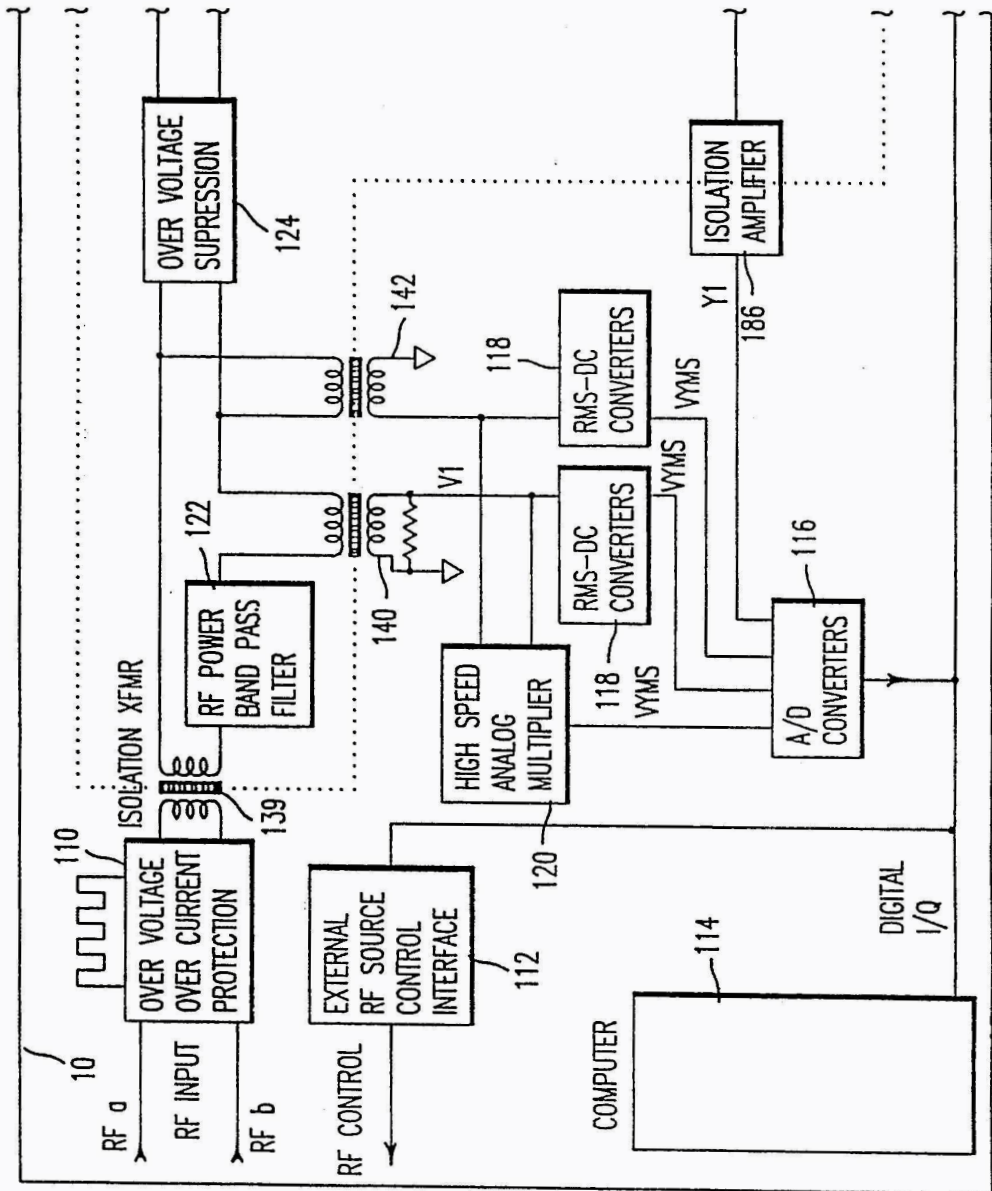 10
RF a
RF INPUT
RF b
110
OVER VOLTAGE
OVER CURRENT
PROTECTION
ISOLATION XFMR
139
RF POWER
BAND PASS
FILTER
122
OVER VOLTAGE
SUPRESSION
124
140
142
V1
RF CONTROL
EXTERNAL
RF SOURCE
CONTROL
INTERFACE
112
HIGH SPEED
ANALOG
MULTIPLIER
120
RMS-DC
CONVERTERS
118
VYMS
RMS-DC
CONVERTERS
118
VYMS
VYMS
Y1
ISOLATION
AMPLIFIER
186
A/D
CONVERTERS
116
COMPUTER
114
DIGITAL
I/Q